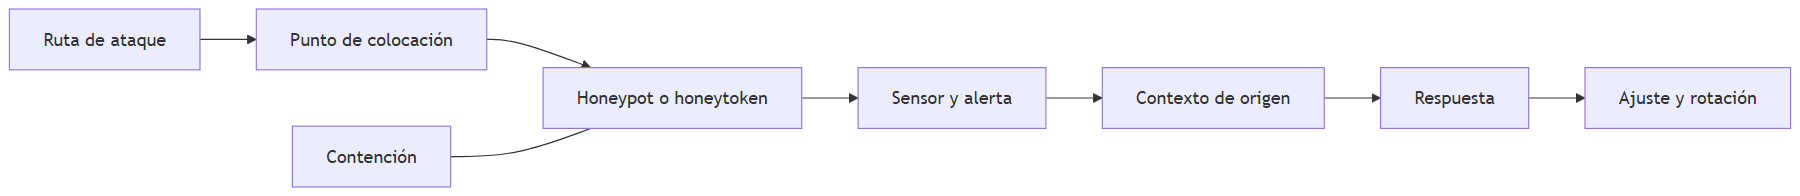 Ruta de ataque
Punto de colocación
Honeypot o honeytoken
Contención
Sensor y alerta
Contexto de origen
Respuesta
Ajuste y rotación